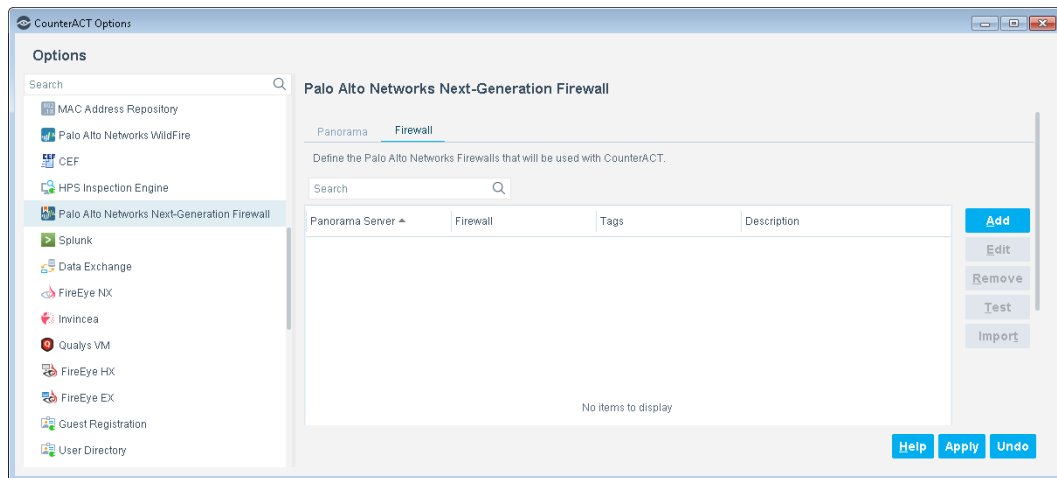 CounterACT Options
Options
Search
MAC Address Repository
Palo Alto Networks WildFire
CEF
HPS Inspection Engine
Palo Alto Networks Next-Generation Firewall
Splunk
Data Exchange
FireEye NX
Invincea
Qualys VM
FireEye HX
FireEye EX
Guest Registration
User Directory
Palo Alto Networks Next-Generation Firewall
Panorama Firewall
Define the Palo Alto Networks Firewalls that will be used with CounterACT.
Search
Panorama Server Firewall Tags Description
No items to display
Add
Edit
Remove
Test
Import
Help Apply Undo